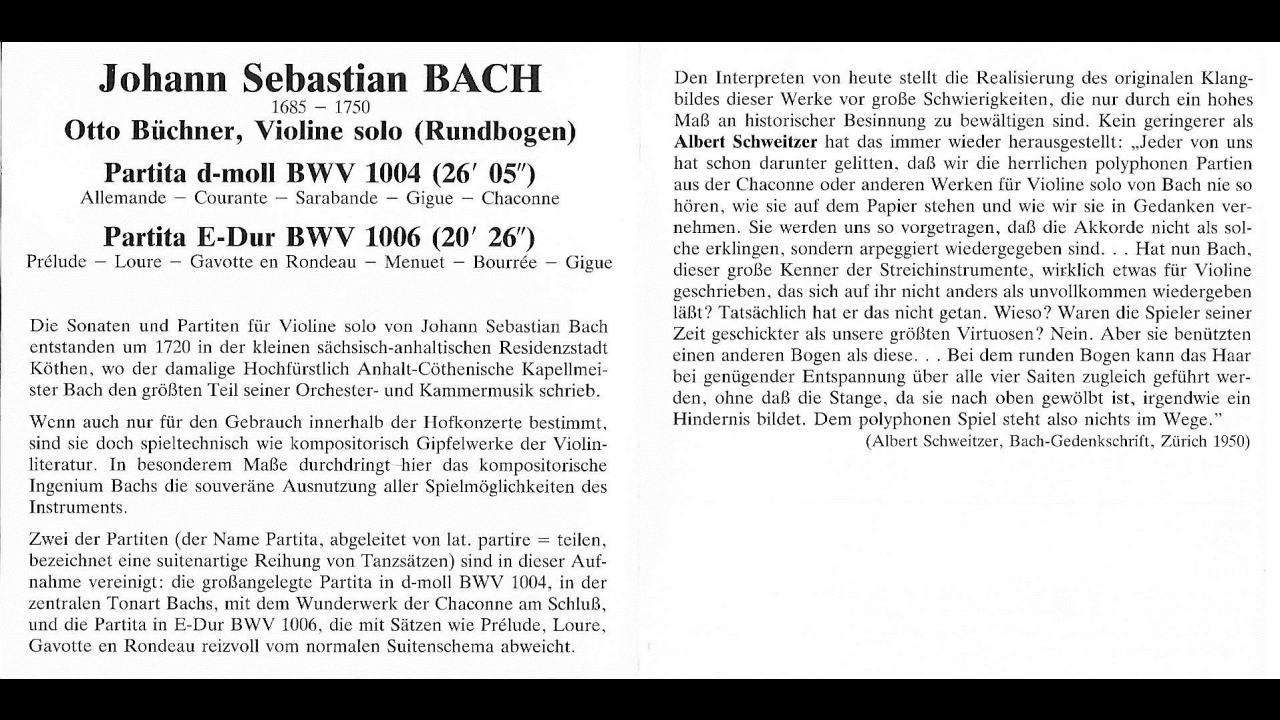 Johann Sebastian BACH
1685 – 1750
Otto Büchner, Violine solo (Rundbogen)
Partita d-moll BWV 1004 (26′ 05″)
Allemande – Courante – Sarabande – Gigue – Chaconne
Partita E-Dur BWV 1006 (20′ 26″)
Prélude – Loure – Gavotte en Rondeau – Menuet – Bourrée – Gigue
Die Sonaten und Partiten für Violine solo von Johann Sebastian Bach
entstanden um 1720 in der kleinen sächsisch-anhaltischen Residenzstadt
Köthen, wo der damalige Hochfürstlich Anhalt-Cöthenische Kapellmei-
ster Bach den größten Teil seiner Orchester- und Kammermusik schrieb.
Wenn auch nur für den Gebrauch innerhalb der Hofkonzerte bestimmt,
sind sie doch spieltechnisch wie kompositorisch Gipfelwerke der Violin-
literatur. In besonderem Maße durchdringt hier das kompositorische
Ingenium Bachs die souveräne Ausnutzung aller Spielmöglichkeiten des
Instruments.
Zwei der Partiten (der Name Partita, abgeleitet von lat. partire = teilen,
bezeichnet eine suitenartige Reihung von Tanzsätzen) sind in dieser Auf-
nahme vereinigt: die großangelegte Partita in d-moll BWV 1004, in der
zentralen Tonart Bachs, mit dem Wunderwerk der Chaconne am Schluß,
und die Partita in E-Dur BWV 1006, die mit Sätzen wie Prélude, Loure,
Gavotte en Rondeau reizvoll vom normalen Suitenschema abweicht.
Den Interpreten von heute stellt die Realisierung des originalen Klang-
bildes dieser Werke vor große Schwierigkeiten, die nur durch ein hohes
Maß an historischer Besinnung zu bewältigen sind. Kein geringerer als
Albert Schweitzer hat das immer wieder herausgestellt: „Jeder von uns
hat schon darunter gelitten, daß wir die herrlichen polyphonen Partien
aus der Chaconne oder anderen Werken für Violine solo von Bach nie so
hören, wie sie auf dem Papier stehen und wie wir sie in Gedanken ver-
nehmen. Sie werden uns so vorgetragen, daß die Akkorde nicht als sol-
che erklingen, sondern arpeggiert wiedergegeben sind. . . Hat nun Bach,
dieser große Kenner der Streichinstrumente, wirklich etwas für Violine
geschrieben, das sich auf ihr nicht anders als unvollkommen wiedergeben
läßt? Tatsächlich hat er das nicht getan. Wieso? Waren die Spieler seiner
Zeit geschickter als unsere größten Virtuosen? Nein. Aber sie benützten
einen anderen Bogen als diese. . . Bei dem runden Bogen kann das Haar
bei genügender Entspannung über alle vier Saiten zugleich geführt wer-
den, ohne daß die Stange, da sie nach oben gewölbt ist, irgendwie ein
Hindernis bildet. Dem polyphonen Spiel steht also nichts im Wege.”
(Albert Schweitzer, Bach-Gedenkschrift, Zürich 1950)